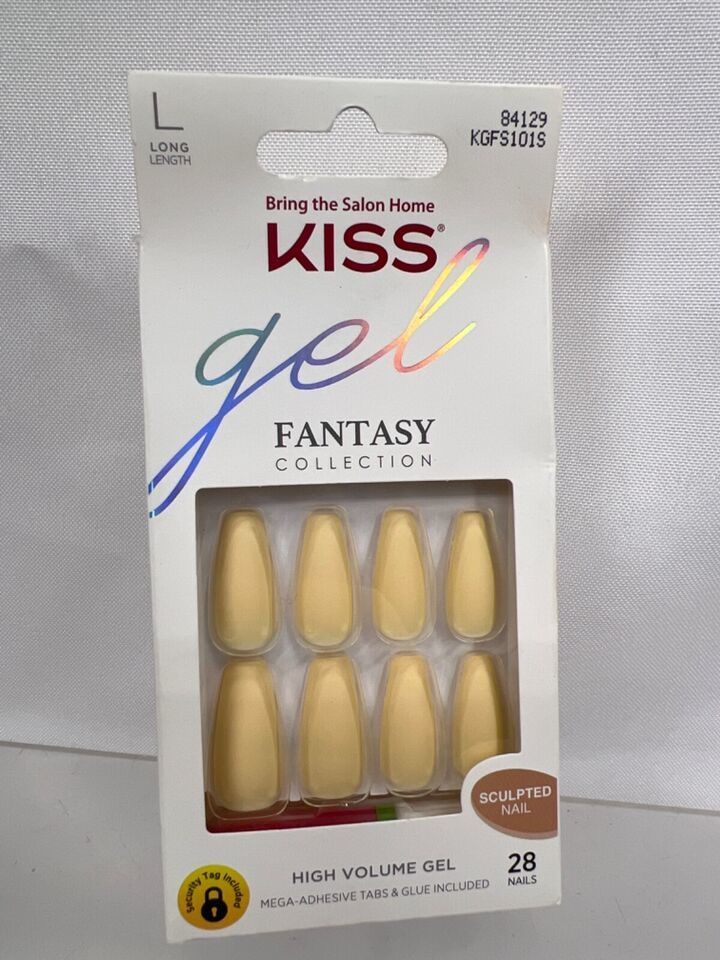 L
LONG
LENGTH
84129
KGFS101S
Bring the Salon Home
KISS®
gel
FANTASY
COLLECTION
SCULPTED
NAIL
Security Tag Included
HIGH VOLUME GEL
MEGA-ADHESIVE TABS & GLUE INCLUDED
28
NAILS